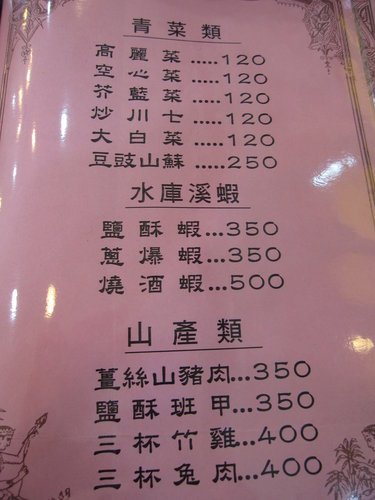 青菜類
高麗菜.....120
空心菜.....120
芥藍菜.....120
炒川七.....120
大白菜.....120
豆豉山蘇.....250
水庫溪蝦
鹽酥蝦...350
蔥爆蝦...350
燒酒蝦...500
山產類
薑絲山豬肉...350
鹽酥班甲...350
三杯竹雞...400
三杯兔肉...400